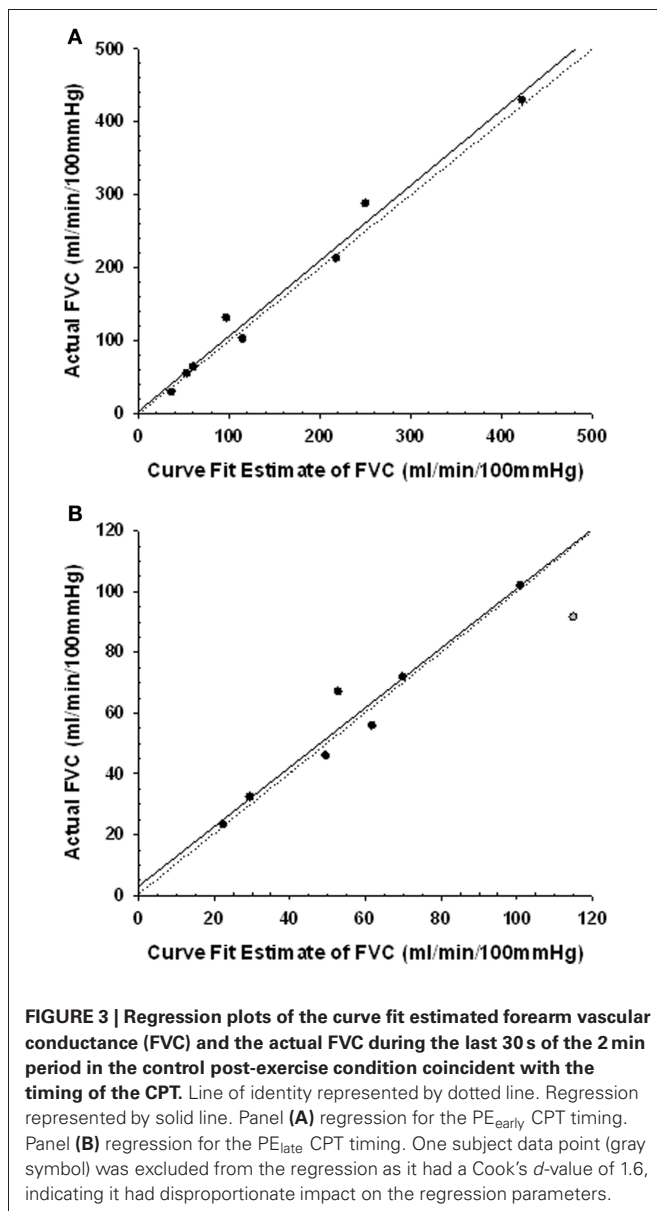 A
500
400
300
200
100
0
Actual FVC (ml/min/100mmHg)
0 100 200 300 400 500
Curve Fit Estimate of FVC (ml/min/100mmHg)
B
120
100
80
60
40
20
0
Actual FVC (ml/min/100mmHg)
0 20 40 60 80 100 120
Curve Fit Estimate of FVC (ml/min/100mmHg)
FIGURE 3 | Regression plots of the curve fit estimated forearm vascular
conductance (FVC) and the actual FVC during the last 30 s of the 2 min
period in the control post-exercise condition coincident with the
timing of the CPT. Line of identity represented by dotted line. Regression
represented by solid line. Panel (A) regression for the PEearly CPT timing.
Panel (B) regression for the PElate CPT timing. One subject data point (gray
symbol) was excluded from the regression as it had a Cook's d-value of 1.6,
indicating it had disproportionate impact on the regression parameters.